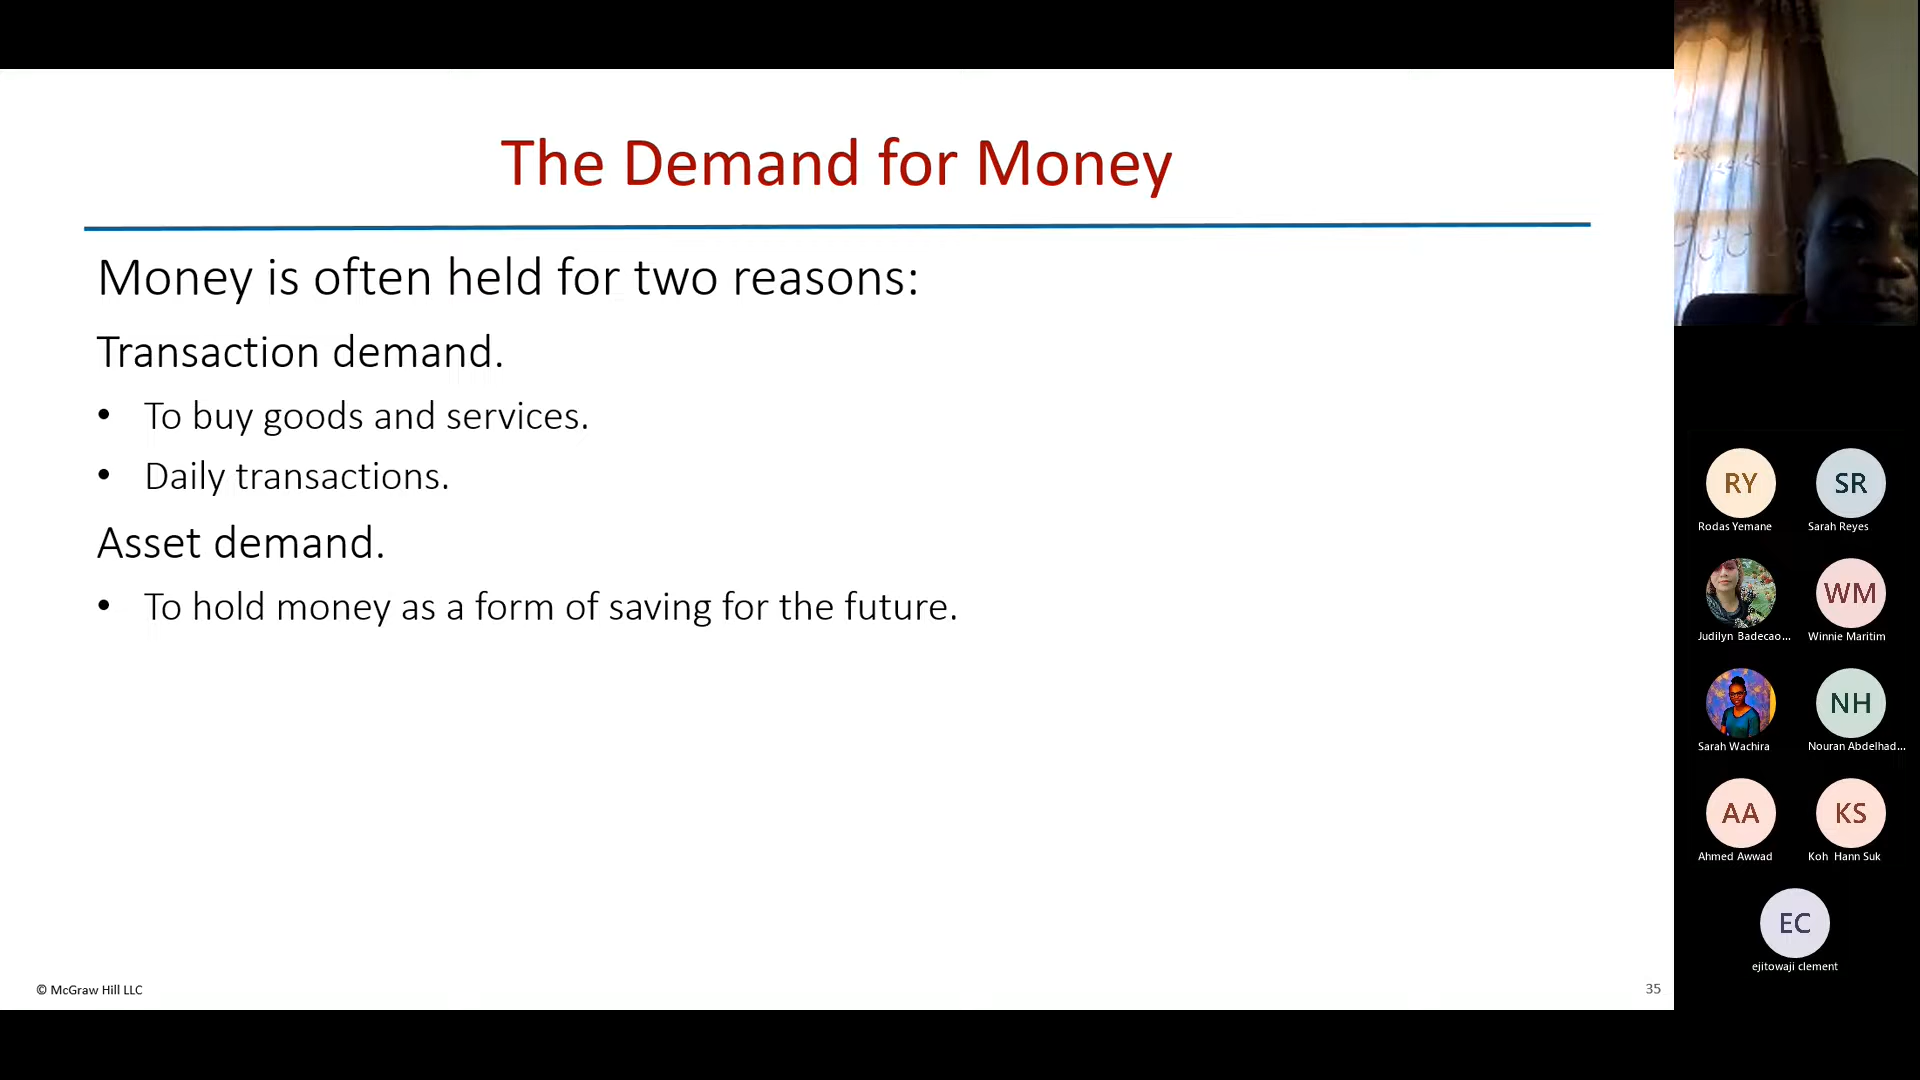 The Demand for Money
Money is often held for two reasons:
Transaction demand.
• To buy goods and services.
• Daily transactions.
Asset demand.
• To hold money as a form of saving for the future.
© McGraw Hill LLC
35
RY
SR
Rodas Yemane
Sarah Reyes
WM
Judilyn Badecao...
Winnie Maritim
NH
Sarah Wachira
Nouran Abdelhad...
AA
KS
Ahmed Awwad
Koh Hann Suk
EC
ejitowaji clement